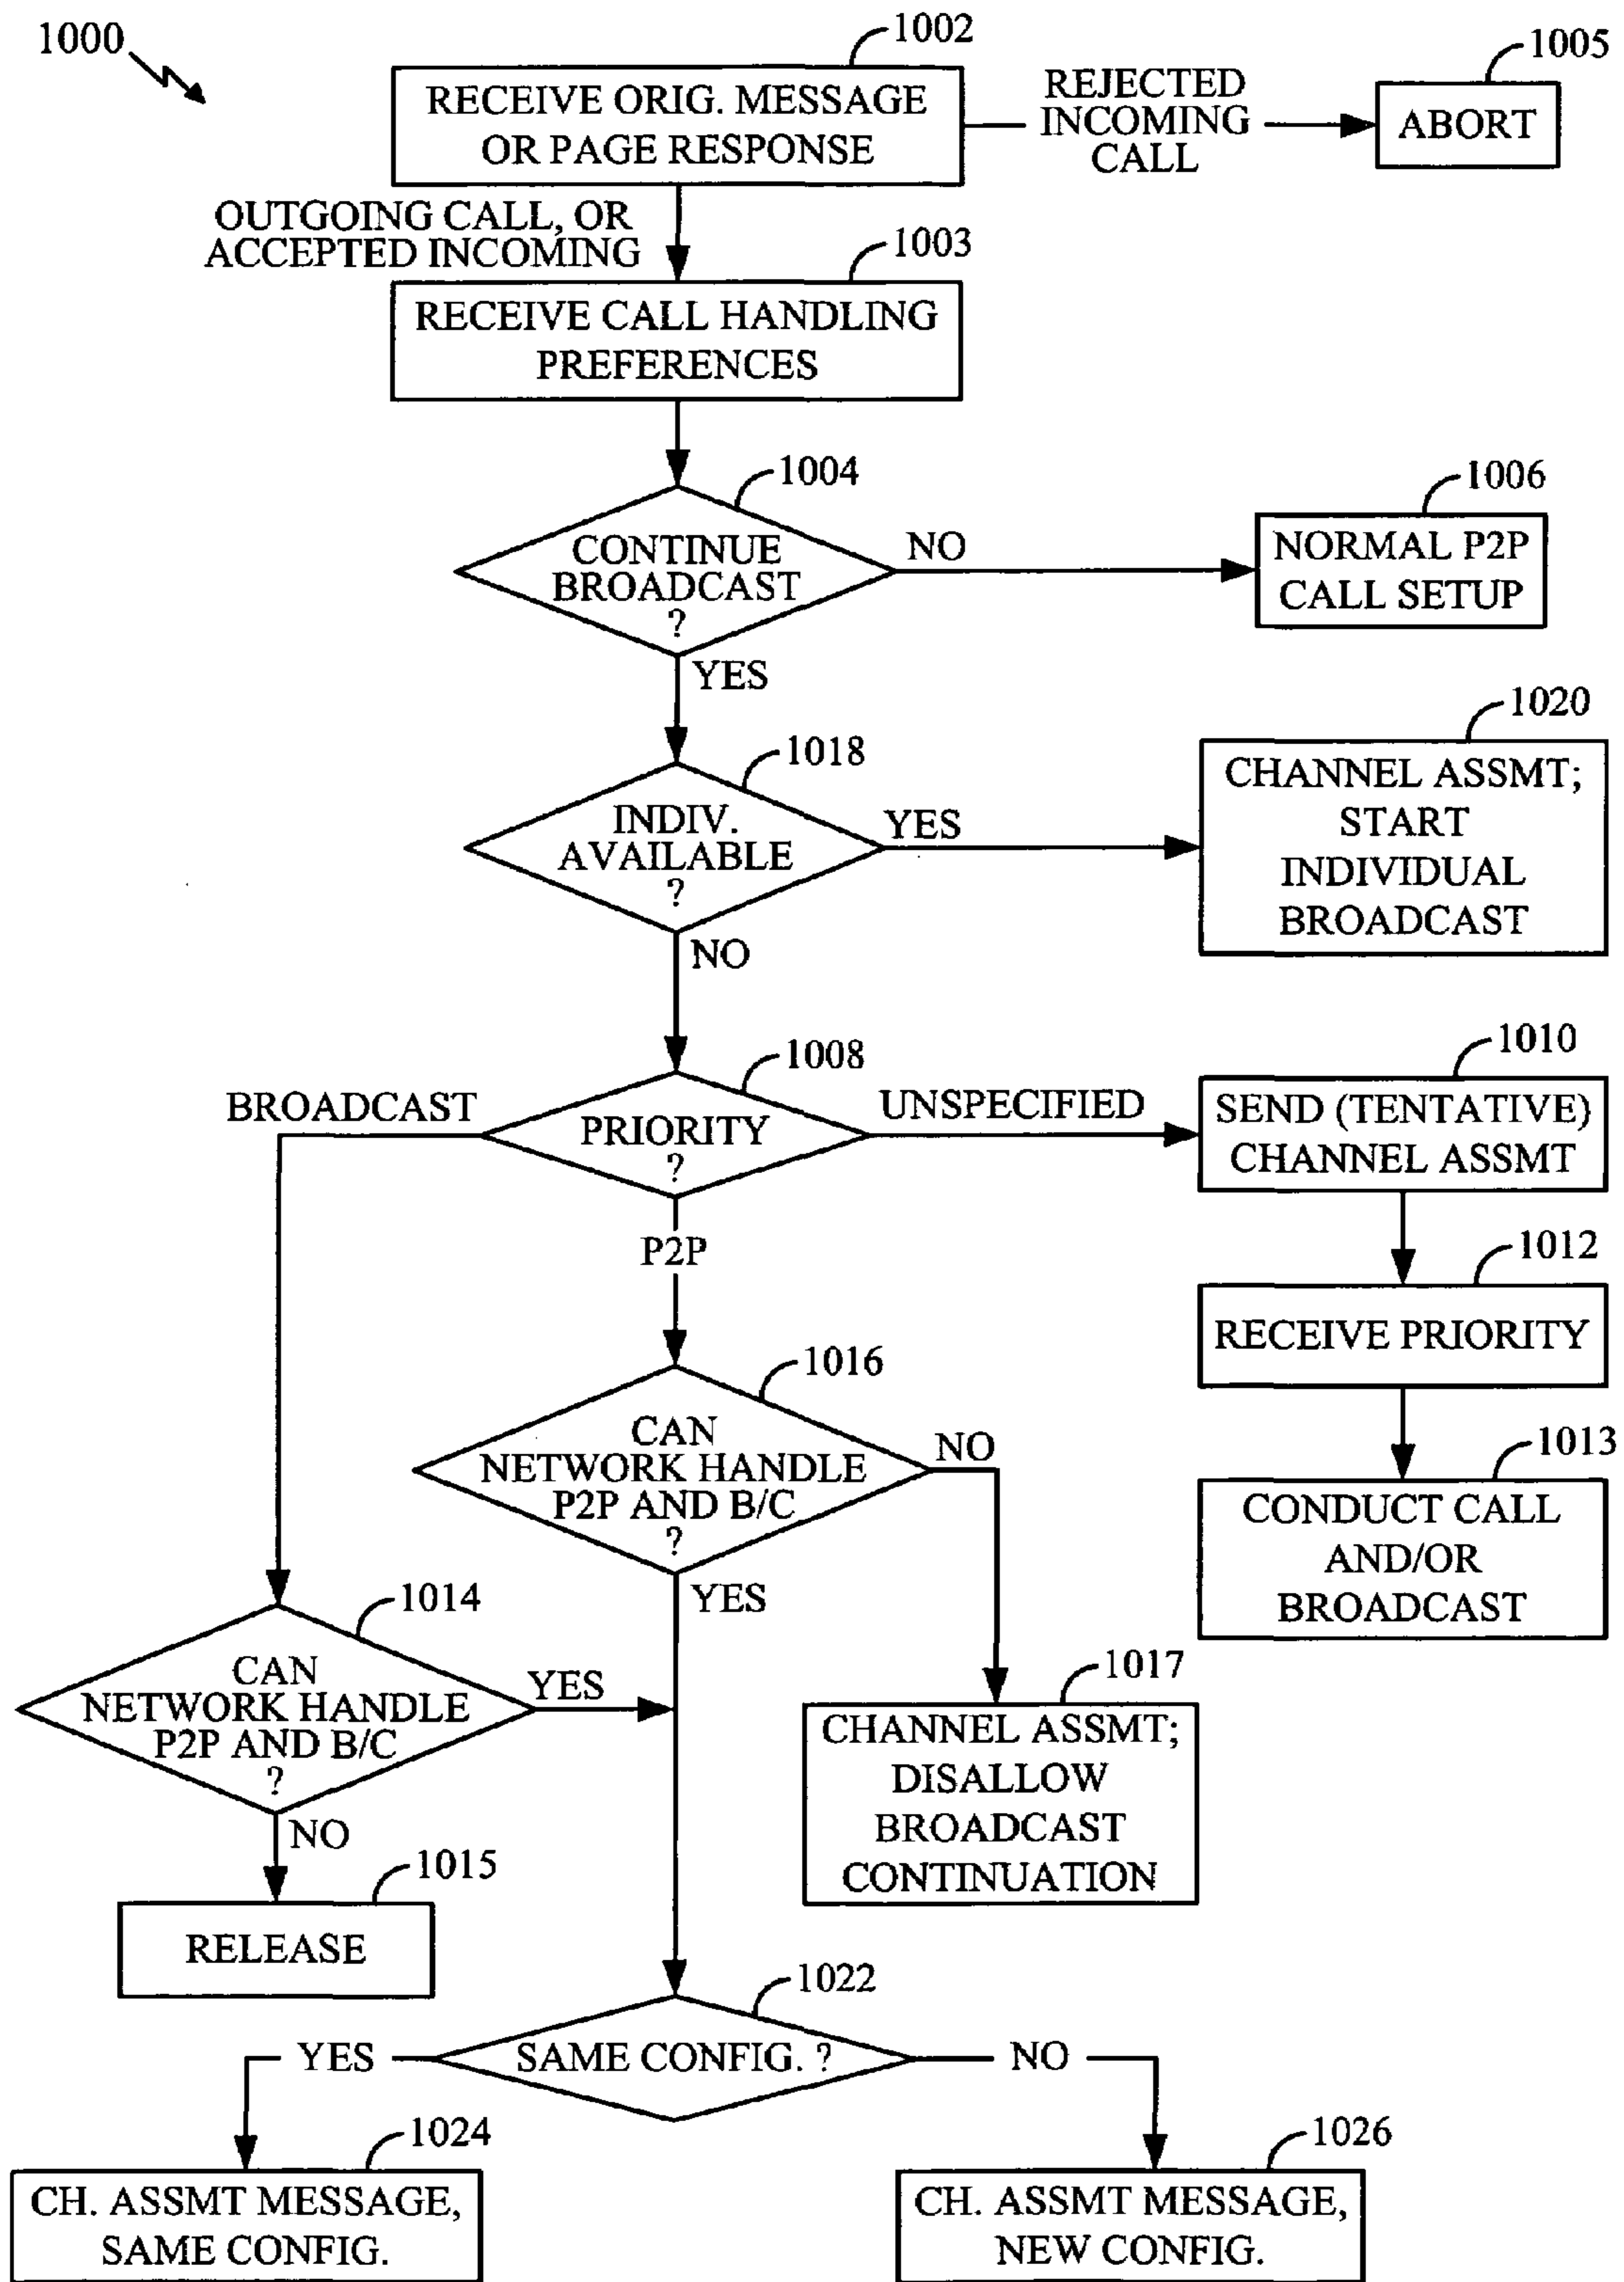 1000
1002
RECEIVE ORIG. MESSAGE
OR PAGE RESPONSE
REJECTED
INCOMING
CALL
1005
ABORT
OUTGOING CALL, OR
ACCEPTED INCOMING
1003
RECEIVE CALL HANDLING
PREFERENCES
1004
CONTINUE
BROADCAST
?
NO
1006
NORMAL P2P
CALL SETUP
YES
1018
INDIV.
AVAILABLE
?
YES
1020
CHANNEL ASSMT;
START
INDIVIDUAL
BROADCAST
NO
1008
PRIORITY
?
BROADCAST
UNSPECIFIED
1010
SEND (TENTATIVE)
CHANNEL ASSMT
P2P
1012
RECEIVE PRIORITY
1016
CAN
NETWORK HANDLE
P2P AND B/C
?
NO
1013
CONDUCT CALL
AND/OR
BROADCAST
YES
1014
CAN
NETWORK HANDLE
P2P AND B/C
?
YES
1017
CHANNEL ASSMT;
DISALLOW
BROADCAST
CONTINUATION
NO
1015
RELEASE
1022
SAME CONFIG. ?
YES
NO
1024
CH. ASSMT MESSAGE,
SAME CONFIG.
1026
CH. ASSMT MESSAGE,
NEW CONFIG.